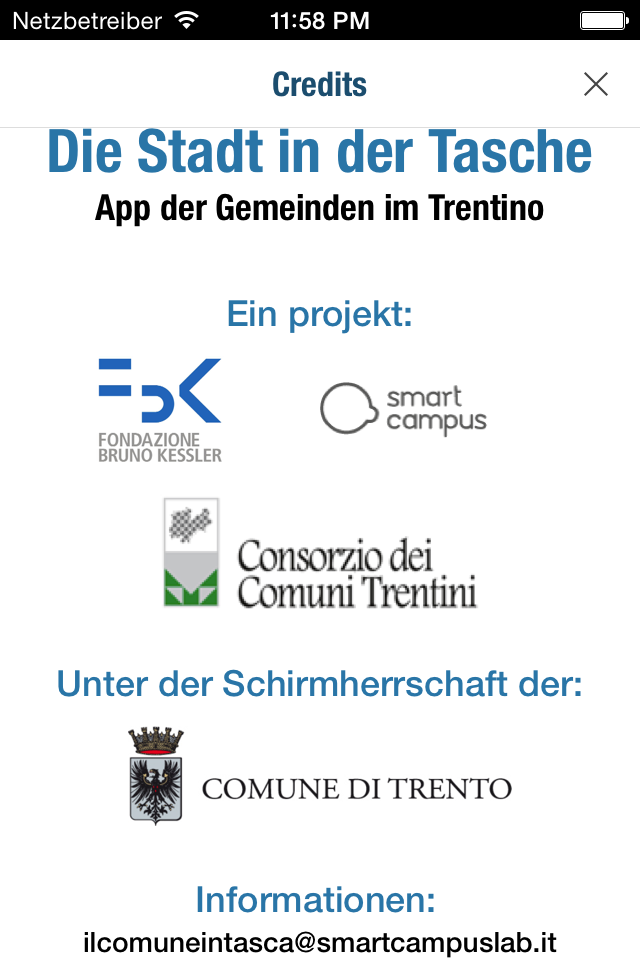 Netzbetreiber 11:58 PM
Credits
Die Stadt in der Tasche
App der Gemeinden im Trentino
Ein projekt:
FBK
FONDAZIONE
BRUNO KESSLER
smart
campus
Consorzio dei
Comuni Trentini
Unter der Schirmherrschaft der:
COMUNE DI TRENTO
Informationen:
ilcomuneintasca@smartcampuslab.it